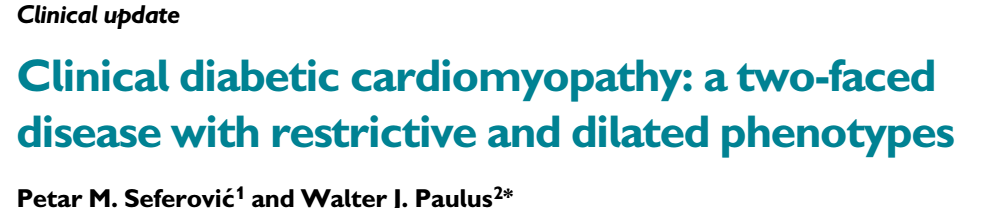 Clinical update
Clinical diabetic cardiomyopathy: a two-faced
disease with restrictive and dilated phenotypes
Petar M. Seferović¹ and Walter J. Paulus²*